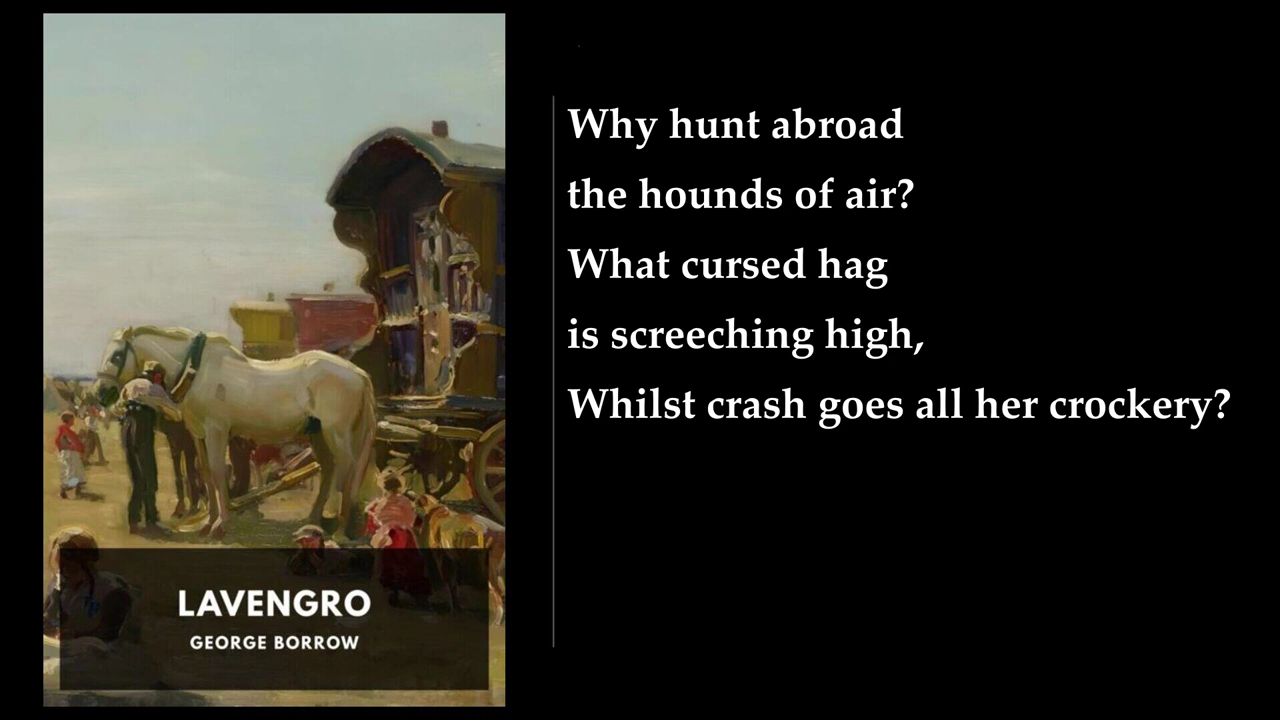 Why hunt abroad
the hounds of air?
What cursed hag
is screeching high,
Whilst crash goes all her crockery?
LAVENGRO
GEORGE BORROW